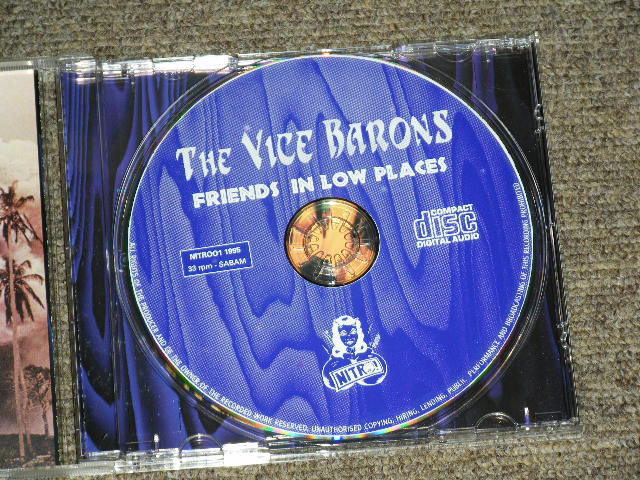 THE VICE BARONS
FRIENDS IN LOW PLACES
NITRO01 1995
33 rpm - SABAM
COMPACT
disc
DIGITAL AUDIO
NITRO!
ALL RIGHTS OF THE PRODUCER AND OF THE OWNER OF THE RECORDED WORK RESERVED. UNAUTHORISED COPYING, HIRING, LENDING, PUBLIC PERFORMANCE AND BROADCASTING OF THIS RECORDING PROHIBITED